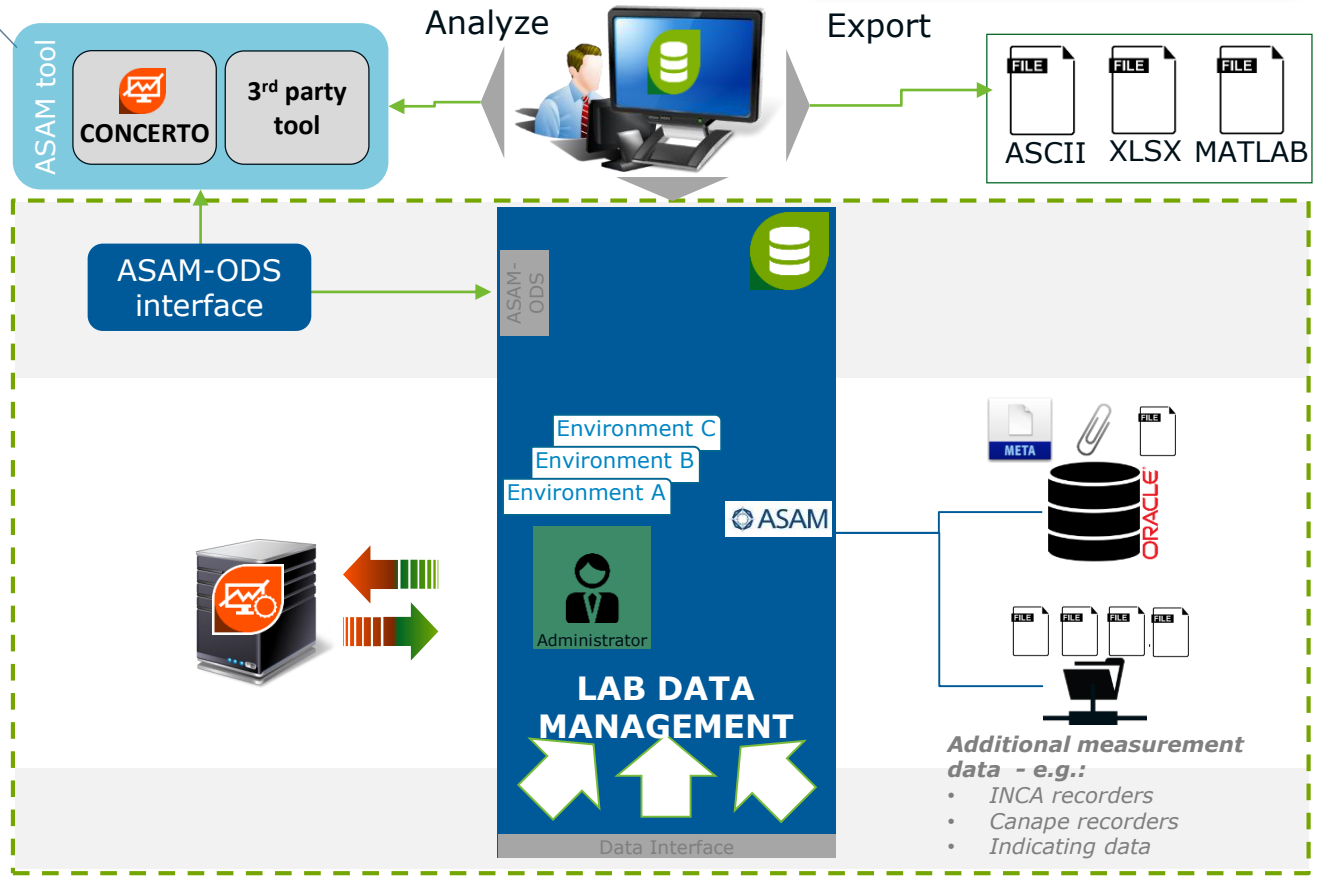 Analyze
Export
ASAM tool
CONCERTO
3rd party
tool
FILE
FILE
FILE
ASCII
XLSX
MATLAB
ASAM-ODS
interface
ASAM-
ODS
Environment C
Environment B
Environment A
ASAM
Administrator
LAB DATA
MANAGEMENT
Data Interface
META
FILE
ORACLE
FILE
FILE
FILE
FILE
Additional measurement
data - e.g.:
• INCA recorders
• Canape recorders
• Indicating data